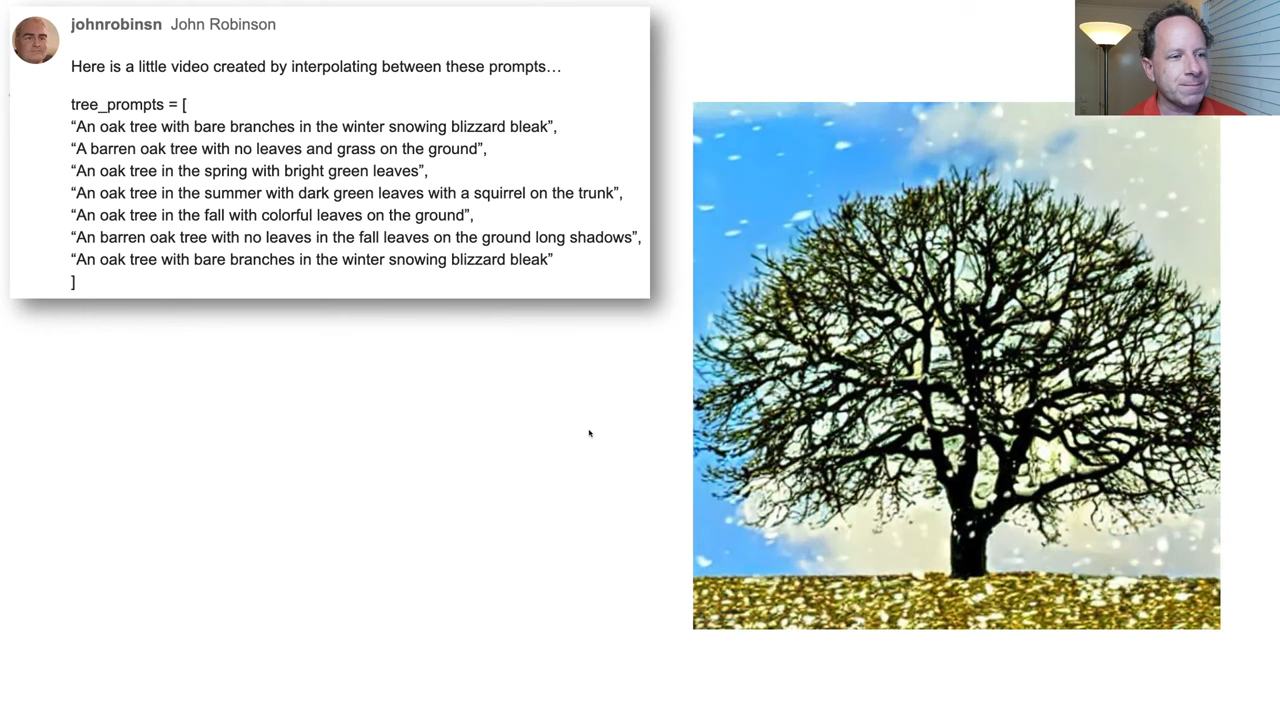 johnrobinsn John Robinson
Here is a little video created by interpolating between these prompts…
tree_prompts = [
“An oak tree with bare branches in the winter snowing blizzard bleak”,
“A barren oak tree with no leaves and grass on the ground”,
“An oak tree in the spring with bright green leaves”,
“An oak tree in the summer with dark green leaves with a squirrel on the trunk”,
“An oak tree in the fall with colorful leaves on the ground”,
“An barren oak tree with no leaves in the fall leaves on the ground long shadows”,
“An oak tree with bare branches in the winter snowing blizzard bleak”
]